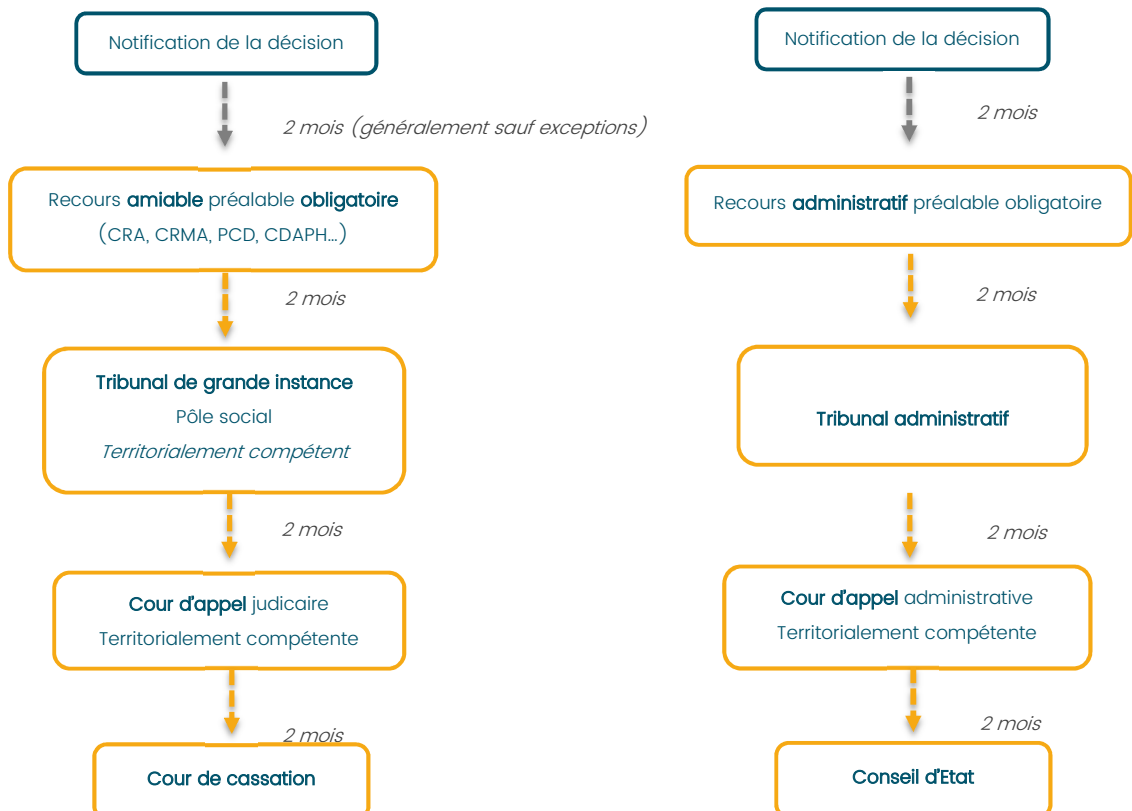 Notification de la décision
2 mois (généralement sauf exceptions)
Recours amiable préalable obligatoire
(CRA, CRMA, PCD, CDAPH...)
2 mois
Tribunal de grande instance
Pôle social
Territorialement compétent
2 mois
Cour d'appel judicaire
Territorialement compétente
2 mois
Cour de cassation
Notification de la décision
2 mois
Recours administratif préalable obligatoire
2 mois
Tribunal administratif
2 mois
Cour d'appel administrative
Territorialement compétente
2 mois
Conseil d'Etat